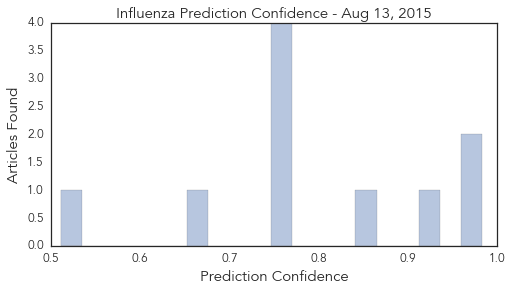 Influenza Prediction Confidence - Aug 13, 2015
4.0
3.5
3.0
2.5
2.0
1.5
1.0
0.5
0.0
Articles Found
0.5 0.6 0.7 0.8 0.9 1.0
Prediction Confidence